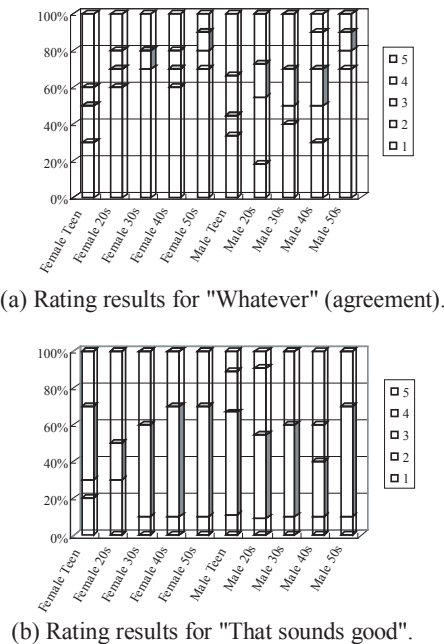 100%
80%
60%
40%
20%
0%
5
4
3
2
1
Female Teen
Female 20s
Female 30s
Female 40s
Female 50s
Male Teen
Male 20s
Male 30s
Male 40s
Male 50s
(a) Rating results for "Whatever" (agreement).
100%
80%
60%
40%
20%
0%
5
4
3
2
1
Female Teen
Female 20s
Female 30s
Female 40s
Female 50s
Male Teen
Male 20s
Male 30s
Male 40s
Male 50s
(b) Rating results for "That sounds good".